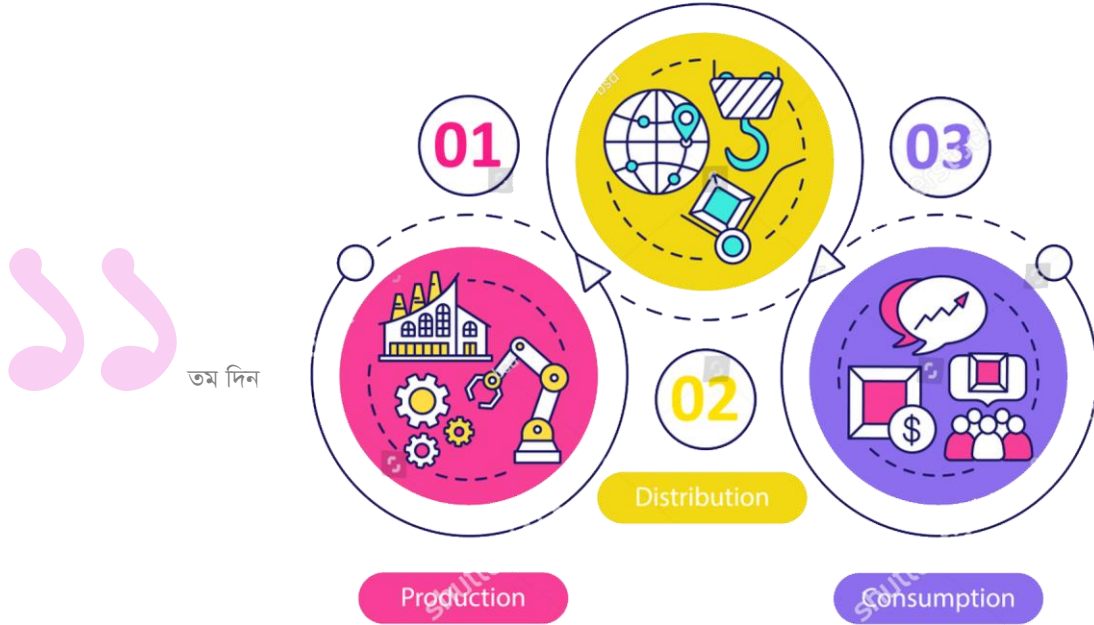 ১১
তম দিন
01
02
03
Distribution
Production
Consumption
$